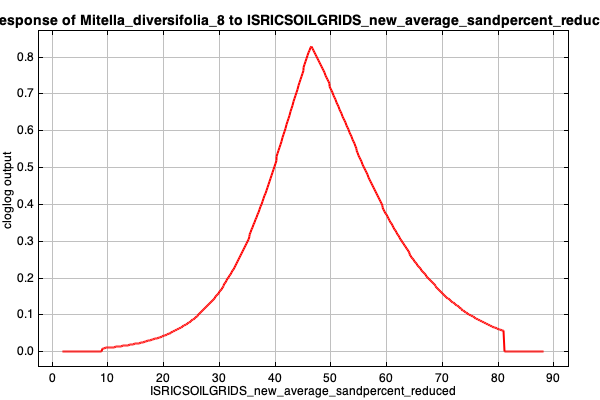 esponse of Mitella_diversifolia_8 to ISRICSOILGRIDS_new_average_sandpercent_reduc
cloglog output
0.8
0.7
0.6
0.5
0.4
0.3
0.2
0.1
0.0
0 10 20 30 40 50 60 70 80 90
ISRICSOILGRIDS_new_average_sandpercent_reduced